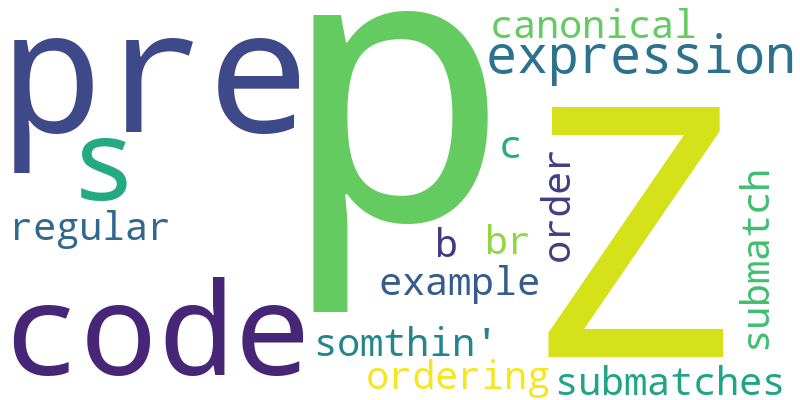 pre
p
canonical
expression
s
c
z
order
submatch
regular
b
br
example
code
somthin'
ordering
submatches